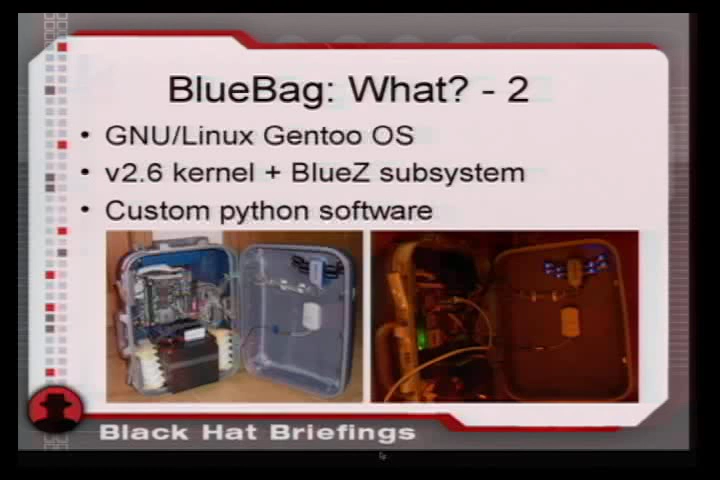 BlueBag: What? - 2
• GNU/Linux Gentoo OS
• v2.6 kernel + BlueZ subsystem
• Custom python software
Black Hat Briefings